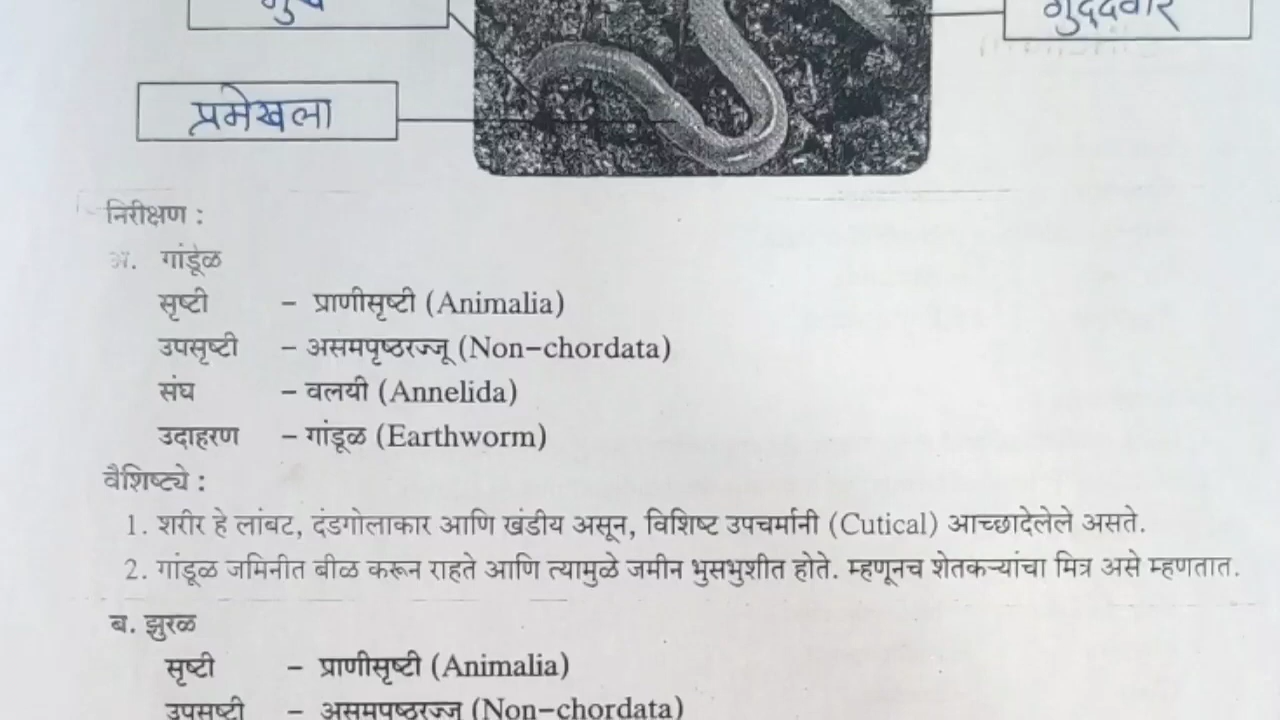 मुख
गुदद्वार
प्रमेखला
निरीक्षण :
अ. गांडूळ
सृष्टी – प्राणीसृष्टी (Animalia)
उपसृष्टी – असमपृष्ठरज्जू (Non-chordata)
संघ – वलयी (Annelida)
उदाहरण – गांडूळ (Earthworm)
वैशिष्ट्ये :
1. शरीर हे लांबट, दंडगोलाकार आणि खंडीय असून, विशिष्ट उपचर्मानी (Cutical) आच्छादेलेले असते.
2. गांडूळ जमिनीत बीळ करून राहते आणि त्यामुळे जमीन भुसभुशीत होते. म्हणूनच शेतकऱ्यांचा मित्र असे म्हणतात.
ब. झुरळ
सृष्टी – प्राणीसृष्टी (Animalia)
उपसृष्टी – असमपृष्ठरज्जू (Non-chordata)